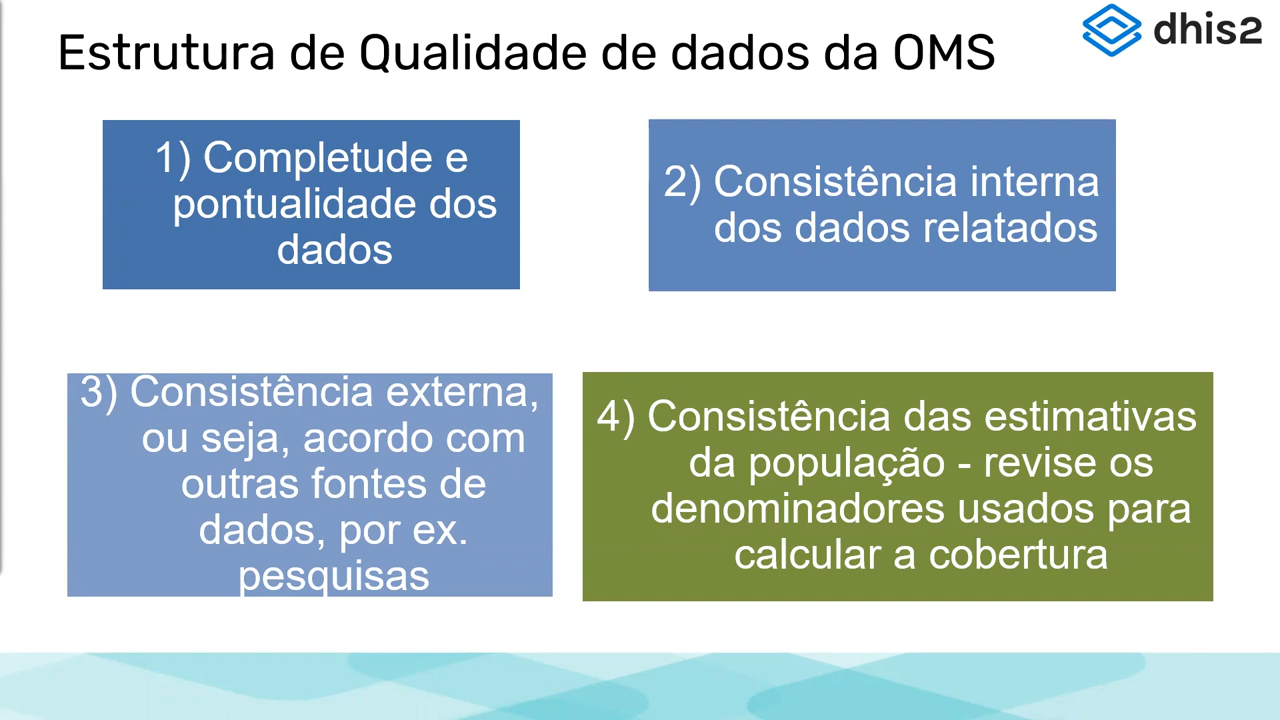 Estrutura de Qualidade de dados da OMS
dhis2
1) Completude e
pontualidade dos
dados
2) Consistência interna
dos dados relatados
3) Consistência externa,
ou seja, acordo com
outras fontes de
dados, por ex.
pesquisas
4) Consistência das estimativas
da população - revise os
denominadores usados para
calcular a cobertura